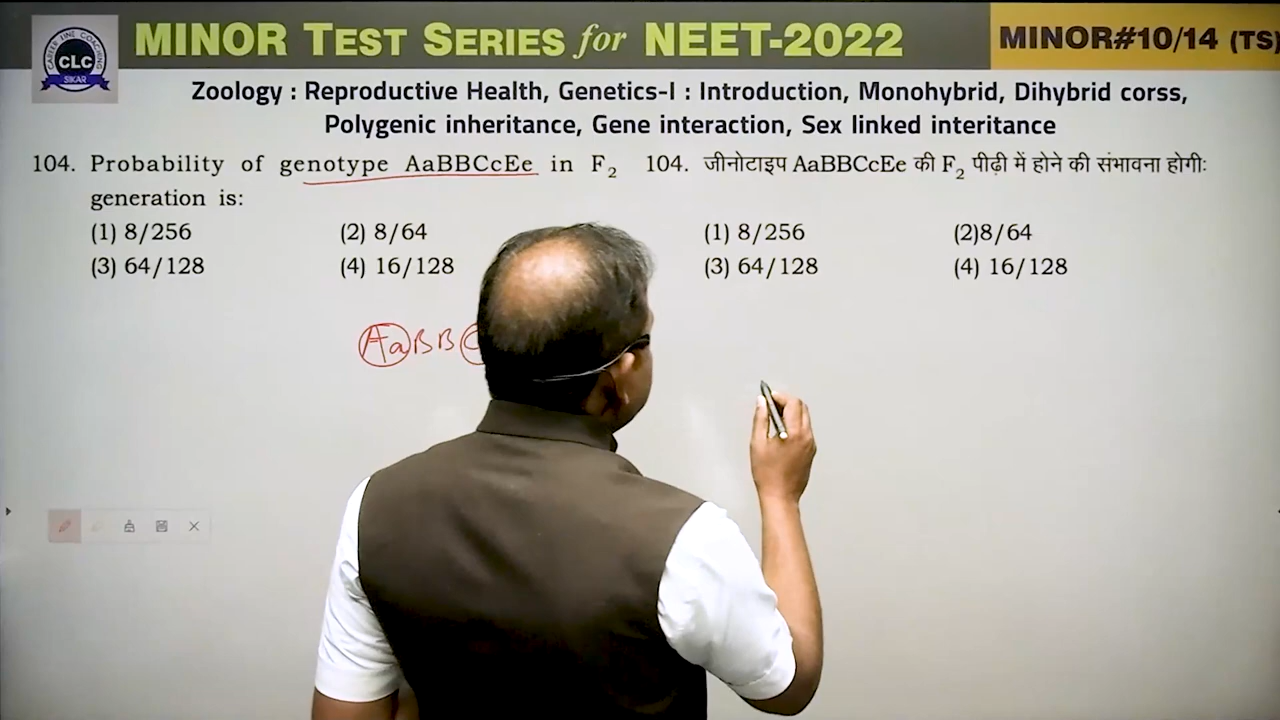 MINOR TEST SERIES for NEET-2022
MINOR#10/14 (TS)
CLC
SIKAR
Zoology : Reproductive Health, Genetics-I : Introduction, Monohybrid, Dihybrid corss,
Polygenic inheritance, Gene interaction, Sex linked interitance
104. Probability of genotype AaBBCcEe in F2
generation is:
(1) 8/256 (2) 8/64
(3) 64/128 (4) 16/128
104. जीनोटाइप AaBBCcEe की F2 पीढ़ी में होने की संभावना होगीः
(1) 8/256 (2)8/64
(3) 64/128 (4) 16/128
AaBB